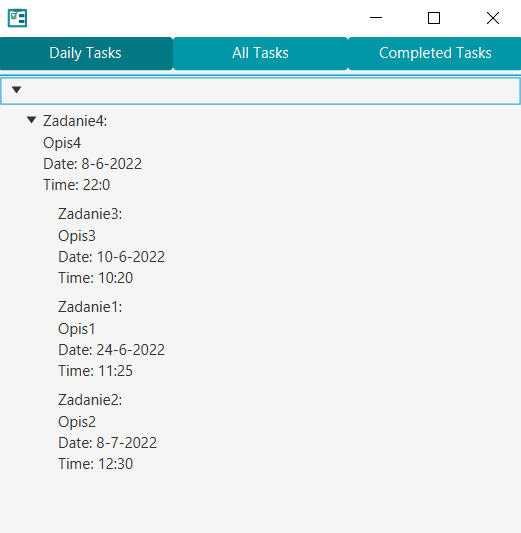 Daily Tasks
All Tasks
Completed Tasks
Zadanie4:
Opis4
Date: 8-6-2022
Time: 22:0
Zadanie3:
Opis3
Date: 10-6-2022
Time: 10:20
Zadanie1:
Opis1
Date: 24-6-2022
Time: 11:25
Zadanie2:
Opis2
Date: 8-7-2022
Time: 12:30